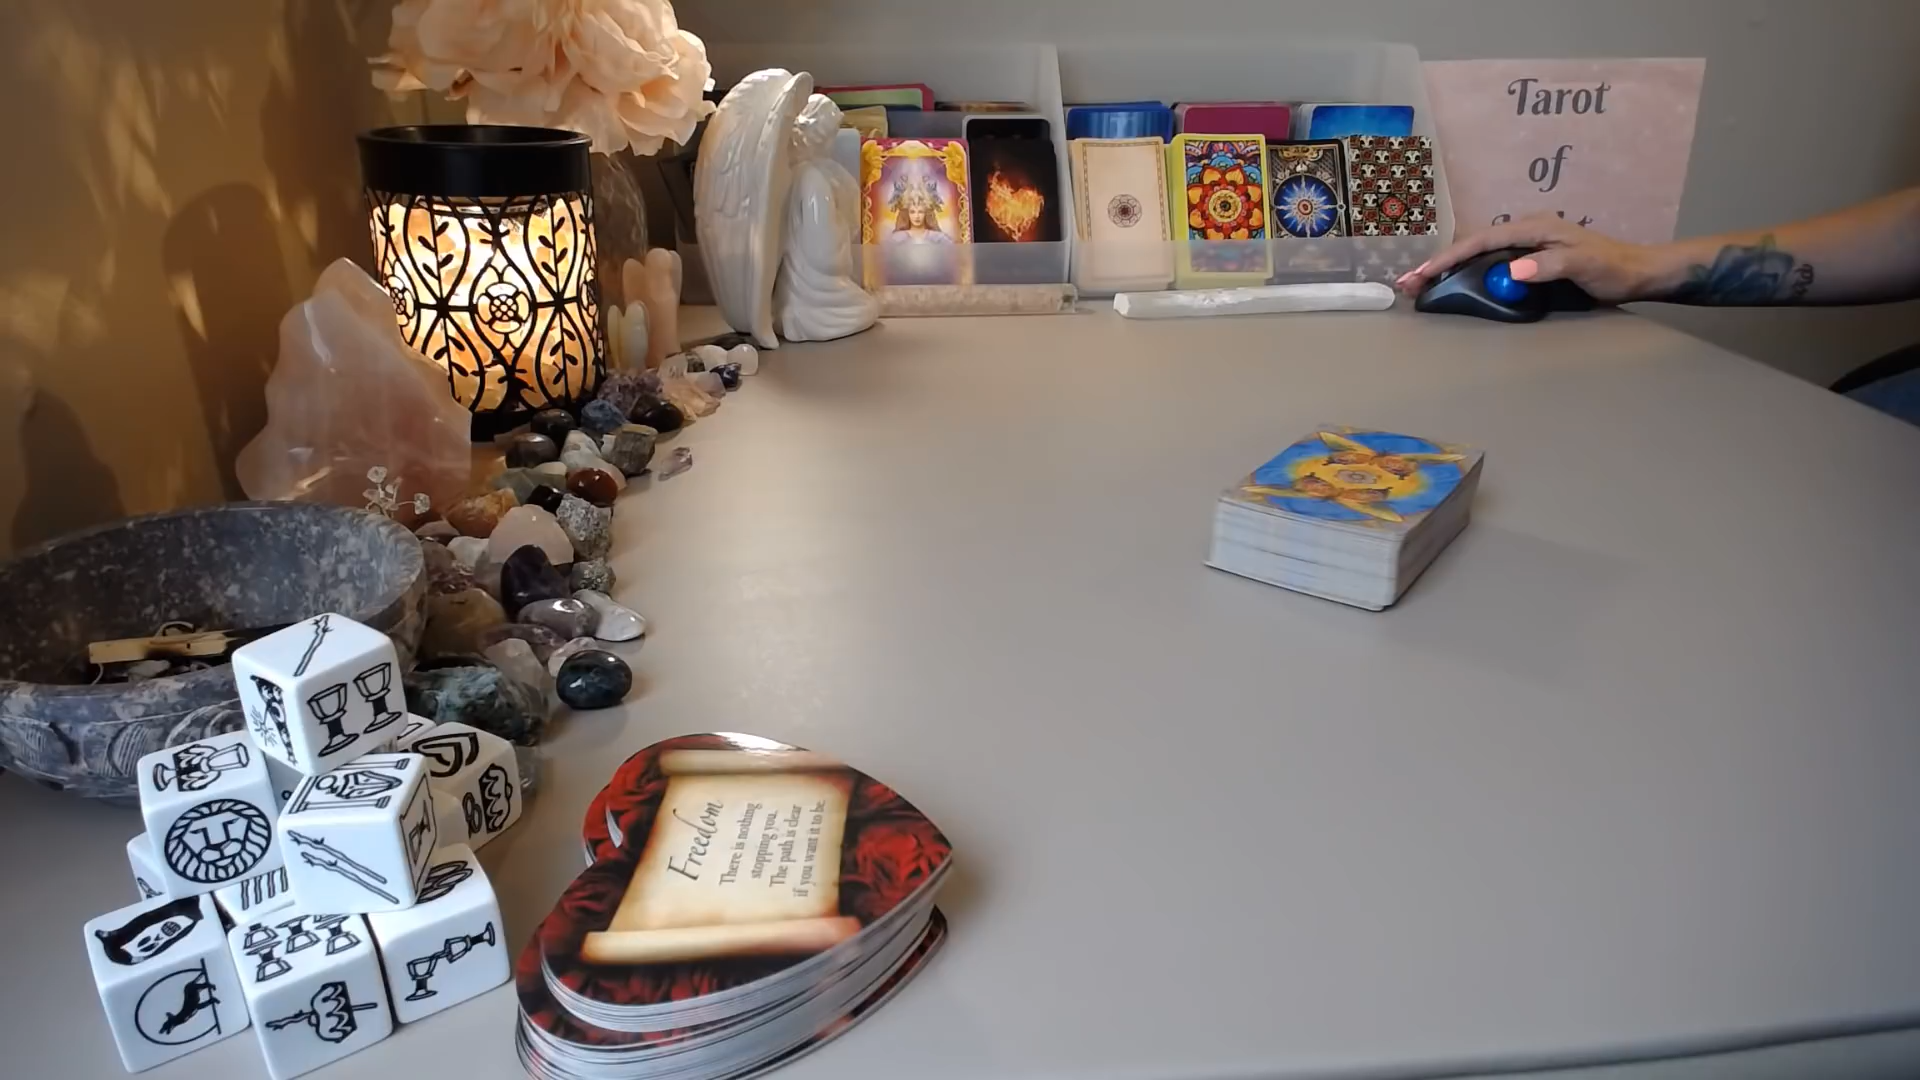 Tarot
of
Freedom
There is nothing
stopping you.
The path is clear
if you want it to be.